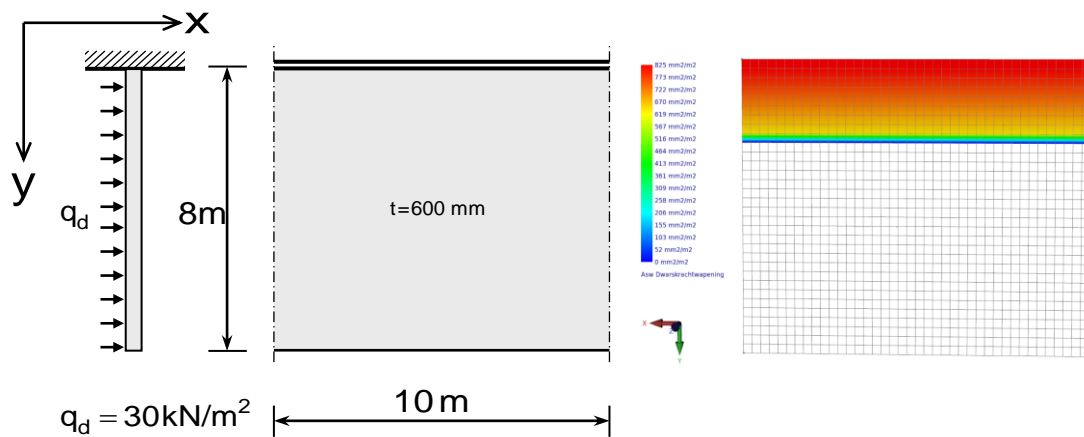 x
y
q_d
8m
t=600 mm
q_d = 30 kN/m²
10 m
825 mm2/m2
773 mm2/m2
722 mm2/m2
670 mm2/m2
619 mm2/m2
567 mm2/m2
516 mm2/m2
464 mm2/m2
413 mm2/m2
361 mm2/m2
309 mm2/m2
258 mm2/m2
206 mm2/m2
155 mm2/m2
103 mm2/m2
52 mm2/m2
0 mm2/m2
Asw Dwarskrachtwapening
X
Z
Y